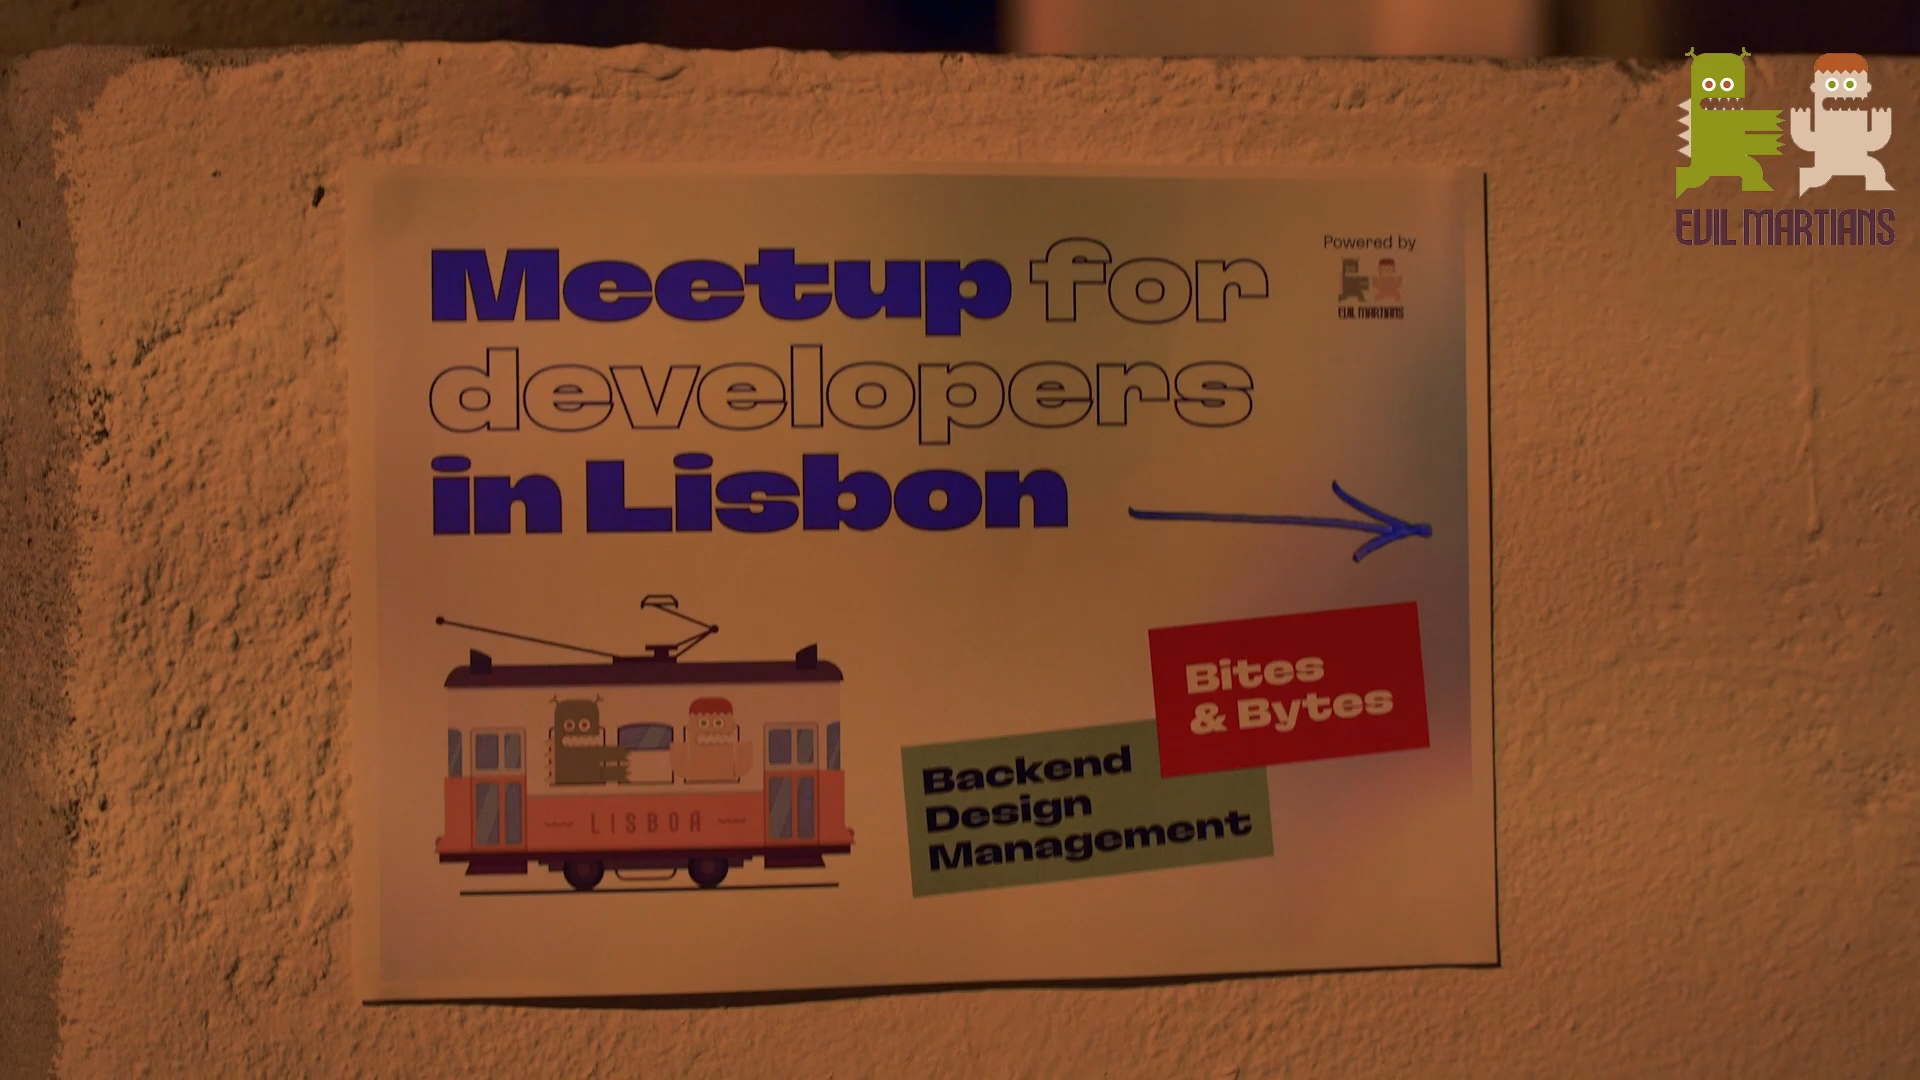 EVIL MARTIANS
Meetup for
developers
in Lisbon
Powered by
EVIL MARTIANS
LISBOA
Bites
& Bytes
Backend
Design
Management